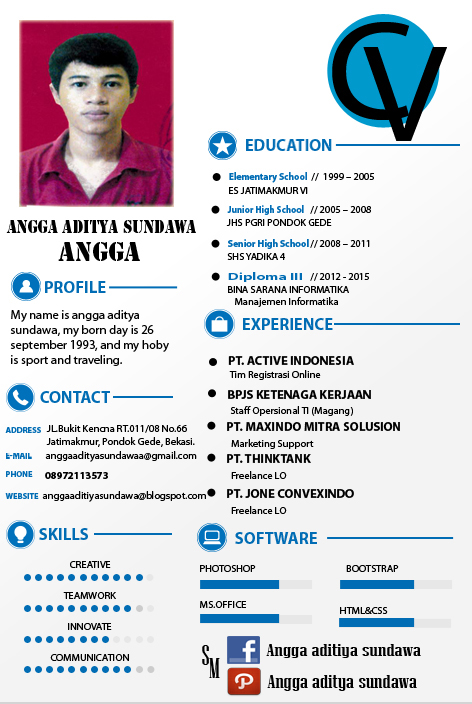 CV
ANGGA ADITYA SUNDAWA
ANGGA
PROFILE
My name is angga aditya
sundawa, my born day is 26
september 1993, and my hoby
is sport and traveling.
CONTACT
ADDRESS JL.Bukit Kencna RT.011/08 No.66
Jatimakmur, Pondok Gede, Bekasi.
E-MAIL anggaadityasundawaa@gmail.com
PHONE 08972113573
WEBSITE anggaaditiyasundawa@blogspot.com
SKILLS
CREATIVE
TEAMWORK
INNOVATE
COMMUNICATION
EDUCATION
Elementary School // 1999 – 2005
ES JATIMAKMUR VI
Junior High School // 2005 – 2008
JHS PGRI PONDOK GEDE
Senior High School // 2008 – 2011
SHS YADIKA 4
Diploma III // 2012 - 2015
BINA SARANA INFORMATIKA
Manajemen Informatika
EXPERIENCE
PT. ACTIVE INDONESIA
Tim Registrasi Online
BPJS KETENAGA KERJAAN
Staff Opersional TI (Magang)
PT. MAXINDO MITRA SOLUSION
Marketing Support
PT. THINKTANK
Freelance LO
PT. JONE CONVEXINDO
Freelance LO
SOFTWARE
PHOTOSHOP
BOOTSTRAP
MS.OFFICE
HTML&CSS
SM
f Angga aditiya sundawa
P Angga aditya sundawa